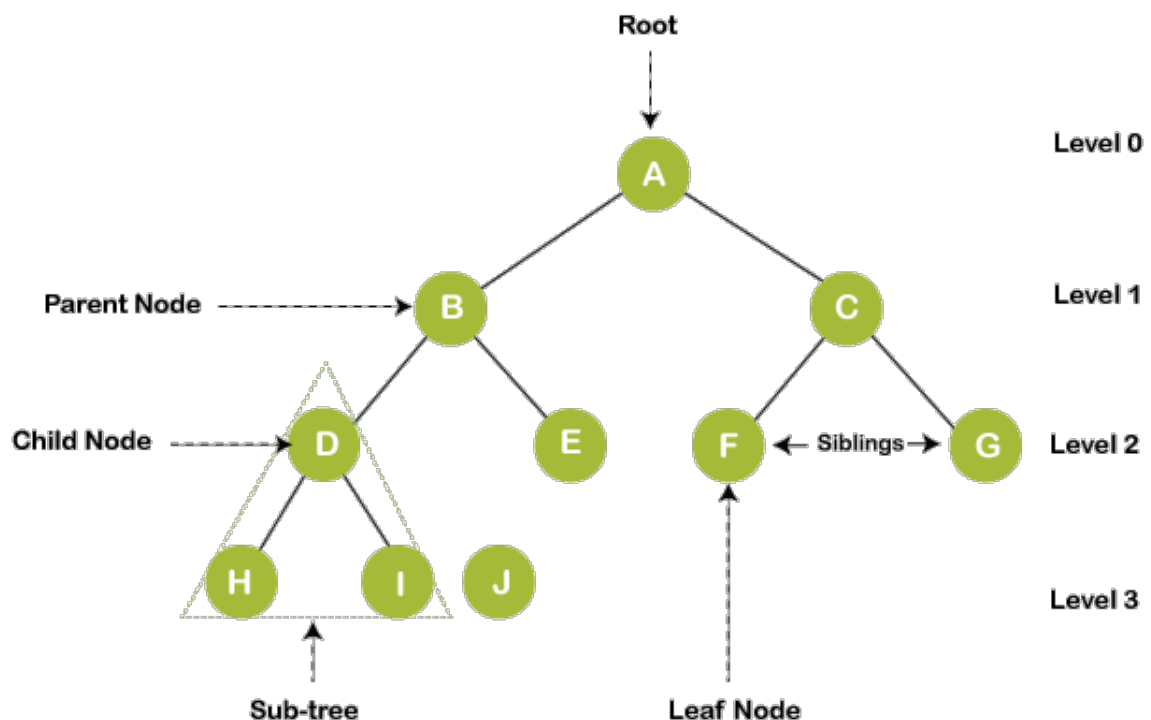 Root
Level 0
A
Parent Node
B
C
Level 1
Child Node
D
E
F
Siblings
G
Level 2
H
I
J
Level 3
Sub-tree
Leaf Node